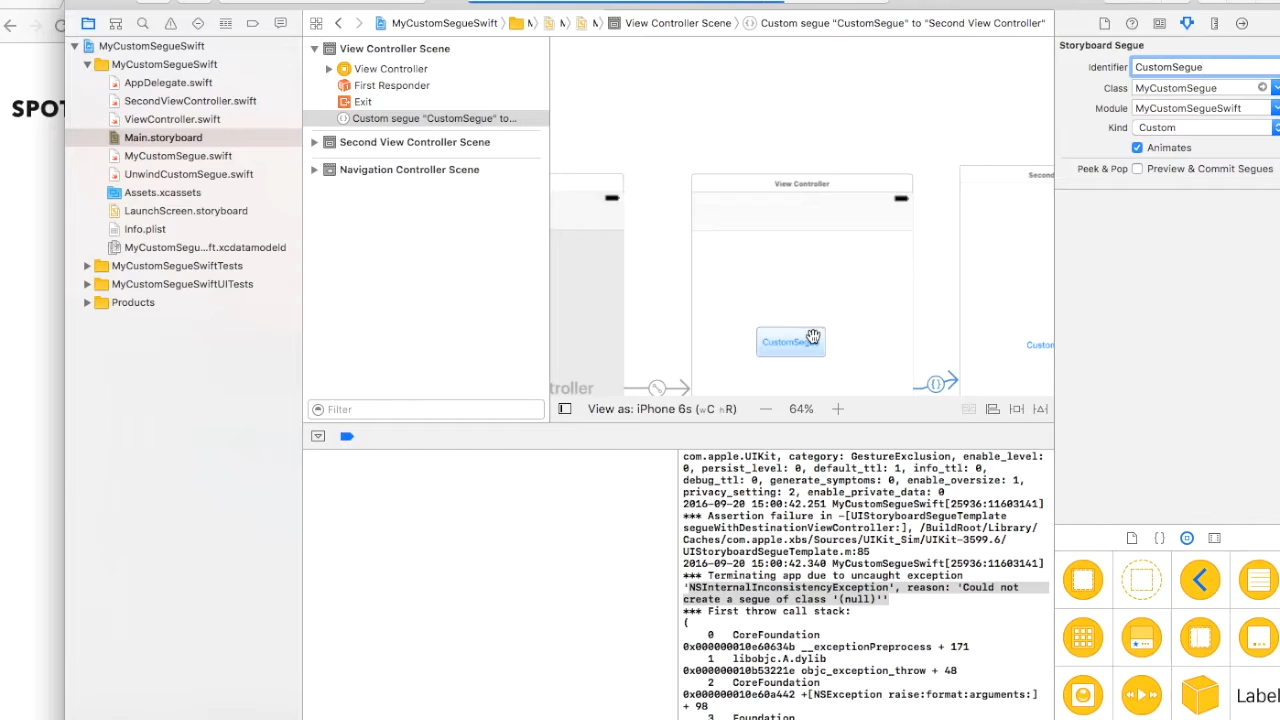 MyCustomSegueSwift
M
M
M
View Controller Scene
Custom segue "CustomSegue" to "Second View Controller"
SPOT
MyCustomSegueSwift
MyCustomSegueSwift
AppDelegate.swift
SecondViewController.swift
ViewController.swift
Main.storyboard
MyCustomSegue.swift
UnwindCustomSegue.swift
Assets.xcassets
LaunchScreen.storyboard
Info.plist
MyCustomSegu...ft.xcdatamodeld
MyCustomSegueSwiftTests
MyCustomSegueSwiftUITests
Products
View Controller Scene
View Controller
First Responder
Exit
Custom segue "CustomSegue" to...
Second View Controller Scene
Navigation Controller Scene
Filter
View Controller
CustomSegue
Second
Custom
troller
View as: iPhone 6s (wC hR)
64%
Storyboard Segue
Identifier CustomSegue
Class MyCustomSegue
Module MyCustomSegueSwift
Kind Custom
Animates
Peek & Pop Preview & Commit Segues
com.apple.UIKit, category: GestureExclusion, enable_level:
0, persist_level: 0, default_ttl: 1, info_ttl: 0,
debug_ttl: 0, generate_symptoms: 0, enable_oversize: 1,
privacy_setting: 2, enable_private_data: 0
2016-09-20 15:00:42.251 MyCustomSegueSwift[25936:11603141]
*** Assertion failure in -[UIStoryboardSegueTemplate
segueWithDestinationViewController:], /BuildRoot/Library/
Caches/com.apple.xbs/Sources/UIKit_Sim/UIKit-3599.6/
UIStoryboardSegueTemplate.m:85
2016-09-20 15:00:42.340 MyCustomSegueSwift[25936:11603141]
*** Terminating app due to uncaught exception
'NSInternalInconsistencyException', reason: 'Could not
create a segue of class '(null)''
*** First throw call stack:
(
0 CoreFoundation
0x000000010e60634b __exceptionPreprocess + 171
1 libobjc.A.dylib
0x000000010b53221e objc_exception_throw + 48
2 CoreFoundation
0x000000010e60a442 +[NSException raise:format:arguments:]
+ 98
3 Foundation
Label